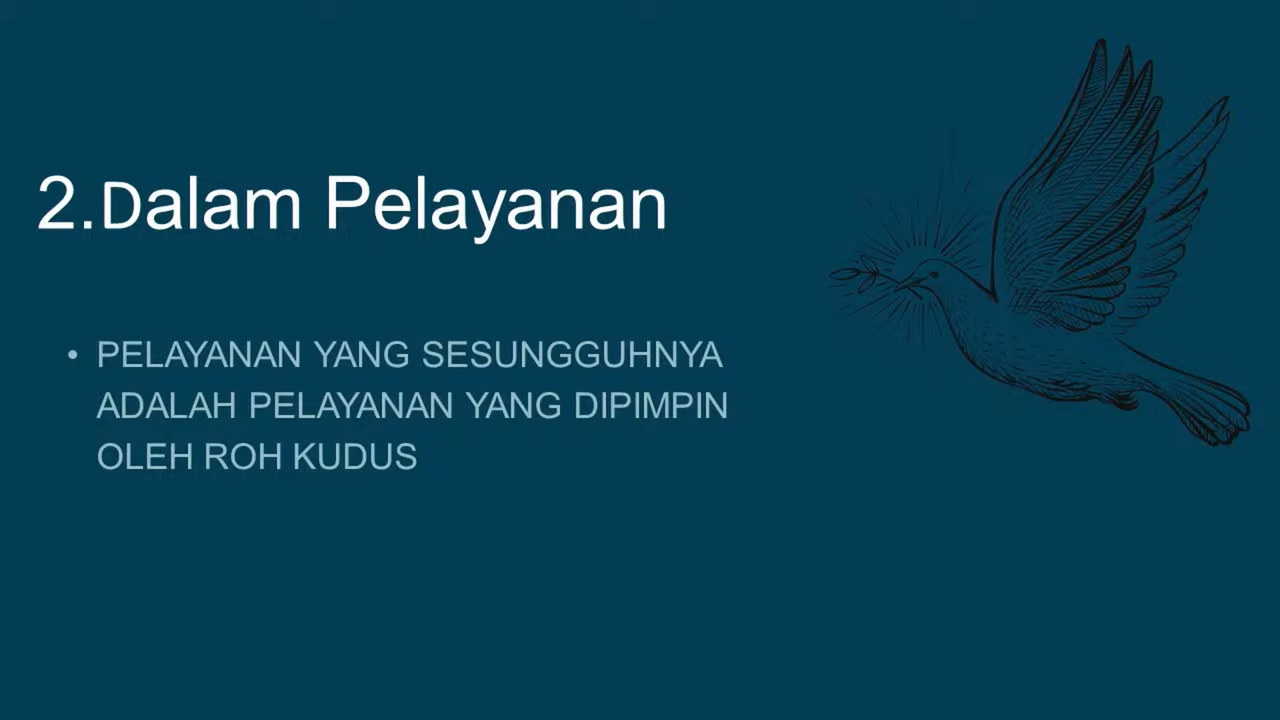 2.Dalam Pelayanan
• PELAYANAN YANG SESUNGGUHNYA
ADALAH PELAYANAN YANG DIPIMPIN
OLEH ROH KUDUS